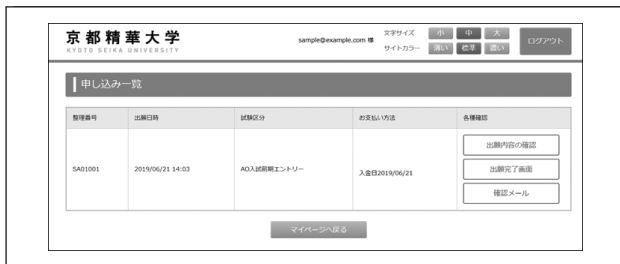 京都精華大学
KYOTO SEIKA UNIVERSITY
sample@example.com 様
文字サイズ 小 中 大
サイトカラー 薄い 標準 濃い
ログアウト
申し込み一覧
整理番号 出願日時 試験区分 お支払い方法 各種確認
SA01001 2019/06/21 14:03 AO入試前期エントリー 入金日2019/06/21
出願内容の確認
出願完了画面
確認メール
マイページへ戻る